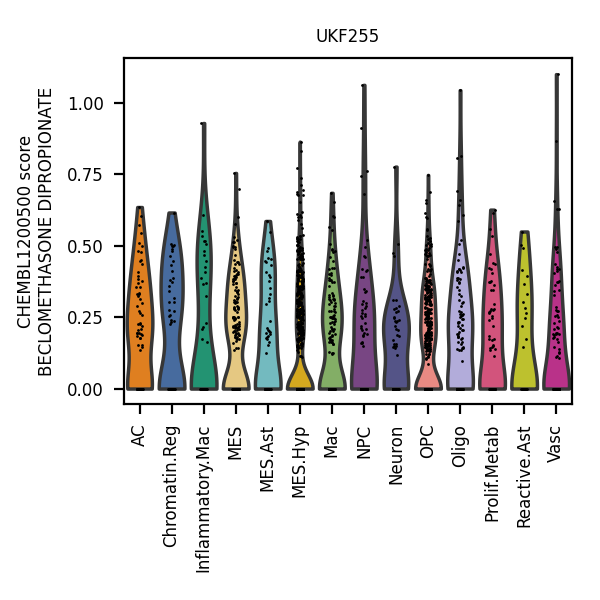 UKF255
CHEMBL1200500 score
BECLOMETHASONE DIPROPIONATE
1.00
0.75
0.50
0.25
0.00
AC
Chromatin.Reg
Inflammatory.Mac
MES
MES.Ast
MES.Hyp
Mac
NPC
Neuron
OPC
Oligo
Prolif.Metab
Reactive.Ast
Vasc